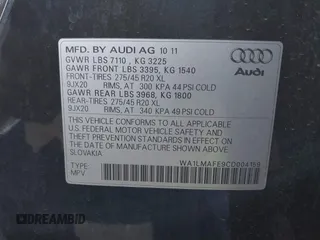 MFD. BY AUDI AG 10 11
GVWR LBS 7110, KG 3225
GAWR FRONT LBS 3395, KG 1540
FRONT-TIRES 275/45 R20 XL
9JX20 RIMS, AT 300 KPA 44 PSI COLD
GAWR REAR LBS 3968, KG 1800
REAR-TIRES 275/45 R20 XL
9JX20 RIMS, AT 340 KPA 49 PSI COLD
THIS VEHICLE CONFORMS TO ALL APPLICABLE
U.S. FEDERAL MOTOR VEHICLE SAFETY AND
THEFT PREVENTION STANDARDS IN EFFECT ON
THE DATE OF MANUFACTURE SHOWN ABOVE.
SLOVAKIA
TYPE
MPV
WA1LMAFE9CD004159
Audi
© DREAMBID